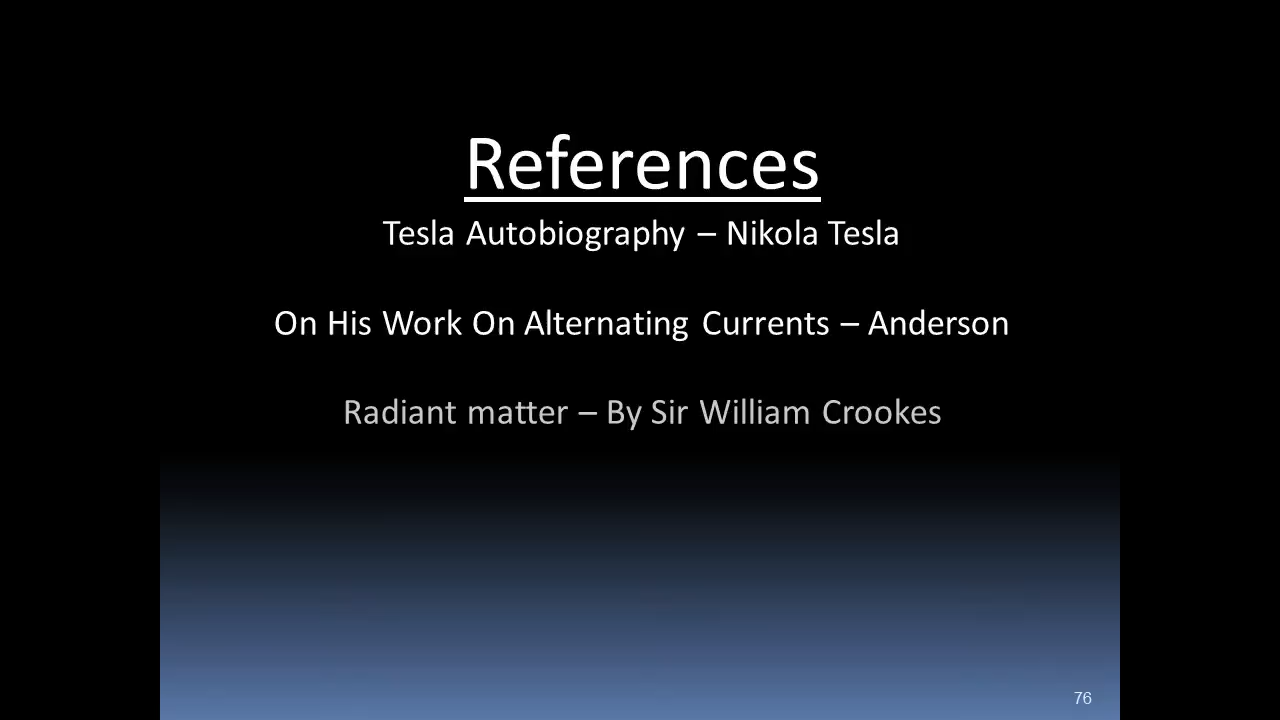 References
Tesla Autobiography – Nikola Tesla
On His Work On Alternating Currents – Anderson
Radiant matter – By Sir William Crookes
76